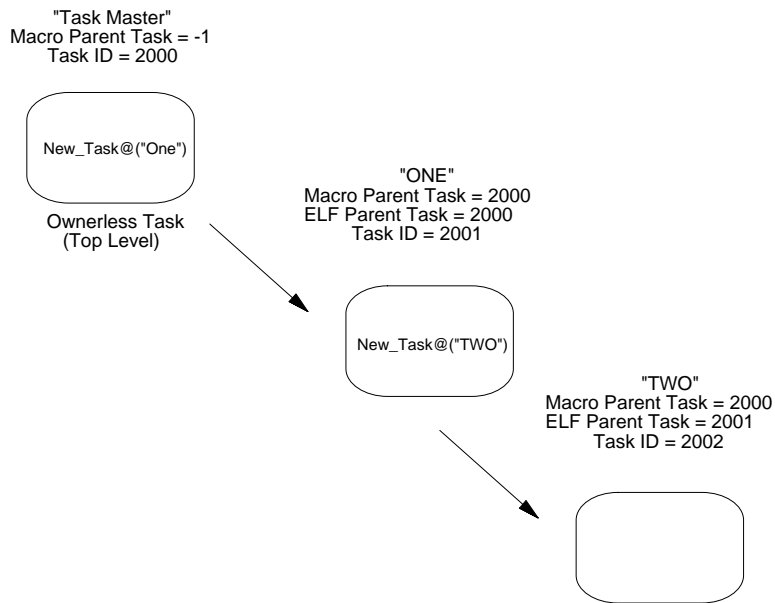 "Task Master"
Macro Parent Task = -1
Task ID = 2000
New_Task@("One")
Ownerless Task
(Top Level)
"ONE"
Macro Parent Task = 2000
ELF Parent Task = 2000
Task ID = 2001
New_Task@("TWO")
"TWO"
Macro Parent Task = 2000
ELF Parent Task = 2001
Task ID = 2002